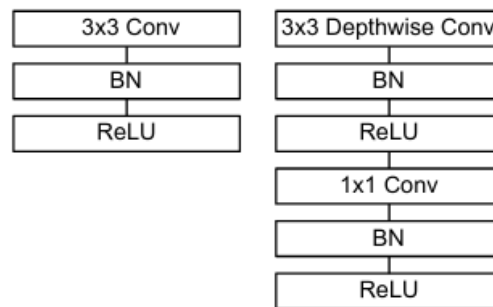 3x3 Conv
BN
ReLU
3x3 Depthwise Conv
BN
ReLU
1x1 Conv
BN
ReLU